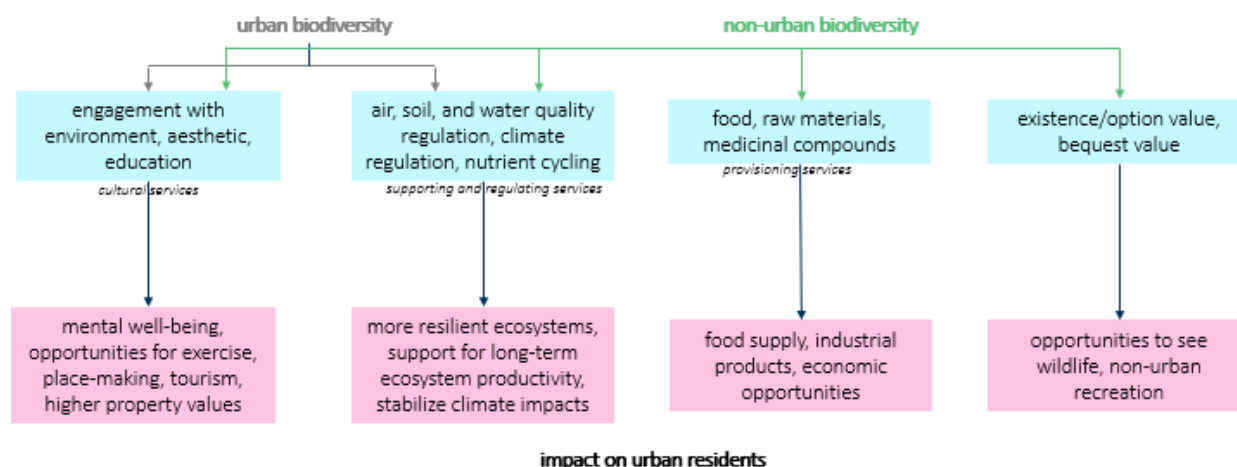 urban biodiversity
non-urban biodiversity
engagement with
environment, aesthetic,
education
cultural services
air, soil, and water quality
regulation, climate
regulation, nutrient cycling
supporting and regulating services
food, raw materials,
medicinal compounds
provisioning services
existence/option value,
bequest value
mental well-being,
opportunities for exercise,
place-making, tourism,
higher property values
more resilient ecosystems,
support for long-term
ecosystem productivity,
stabilize climate impacts
food supply, industrial
products, economic
opportunities
opportunities to see
wildlife, non-urban
recreation
impact on urban residents